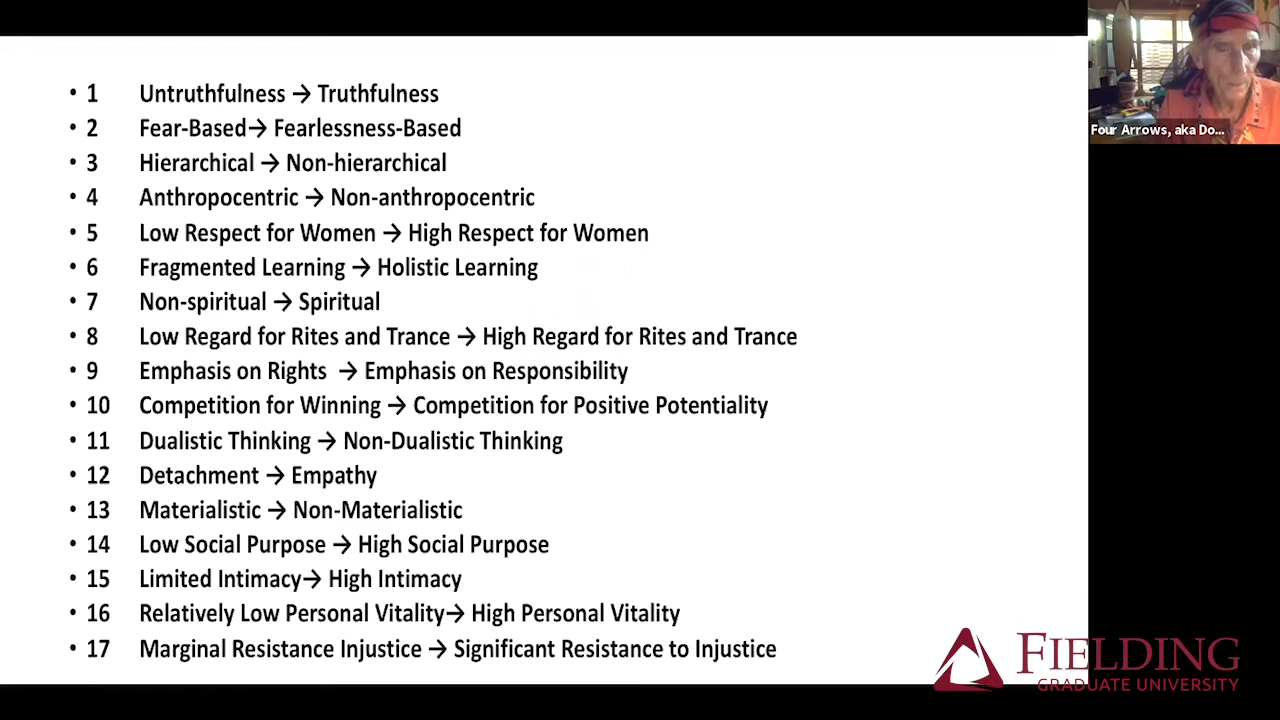 • 1 Untruthfulness → Truthfulness
• 2 Fear-Based→ Fearlessness-Based
• 3 Hierarchical → Non-hierarchical
• 4 Anthropocentric → Non-anthropocentric
• 5 Low Respect for Women → High Respect for Women
• 6 Fragmented Learning → Holistic Learning
• 7 Non-spiritual → Spiritual
• 8 Low Regard for Rites and Trance → High Regard for Rites and Trance
• 9 Emphasis on Rights → Emphasis on Responsibility
• 10 Competition for Winning → Competition for Positive Potentiality
• 11 Dualistic Thinking → Non-Dualistic Thinking
• 12 Detachment → Empathy
• 13 Materialistic → Non-Materialistic
• 14 Low Social Purpose → High Social Purpose
• 15 Limited Intimacy→ High Intimacy
• 16 Relatively Low Personal Vitality→ High Personal Vitality
• 17 Marginal Resistance Injustice → Significant Resistance to Injustice
Four Arrows, aka Do...
FIELDING
GRADUATE UNIVERSITY